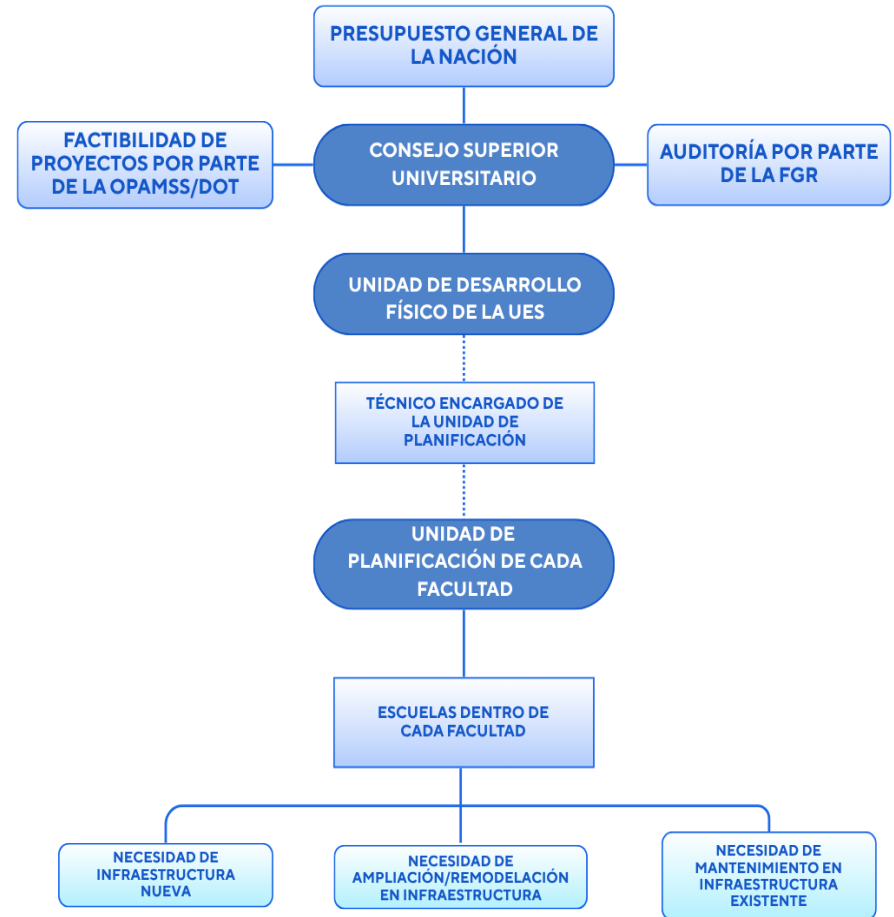 PRESUPUESTO GENERAL DE
LA NACIÓN
FACTIBILIDAD DE
PROYECTOS POR PARTE
DE LA OPAMSS/DOT
CONSEJO SUPERIOR
UNIVERSITARIO
AUDITORÍA POR PARTE
DE LA FGR
UNIDAD DE DESARROLLO
FÍSICO DE LA UES
TÉCNICO ENCARGADO DE
LA UNIDAD DE
PLANIFICACIÓN
UNIDAD DE
PLANIFICACIÓN DE CADA
FACULTAD
ESCUELAS DENTRO DE
CADA FACULTAD
NECESIDAD DE
INFRAESTRUCTURA
NUEVA
NECESIDAD DE
AMPLIACIÓN/REMODELACIÓN
EN INFRAESTRUCTURA
NECESIDAD DE
MANTENIMIENTO EN
INFRAESTRUCTURA
EXISTENTE